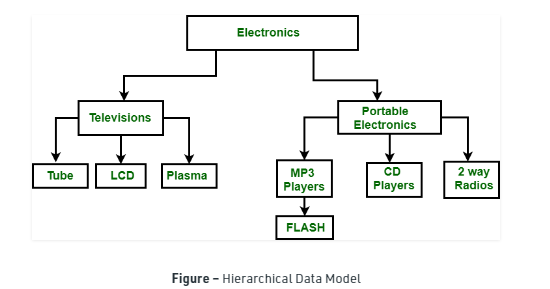 Electronics
Televisions
Portable
Electronics
Tube
LCD
Plasma
MP3
Players
CD
Players
2 way
Radios
FLASH
Figure – Hierarchical Data Model